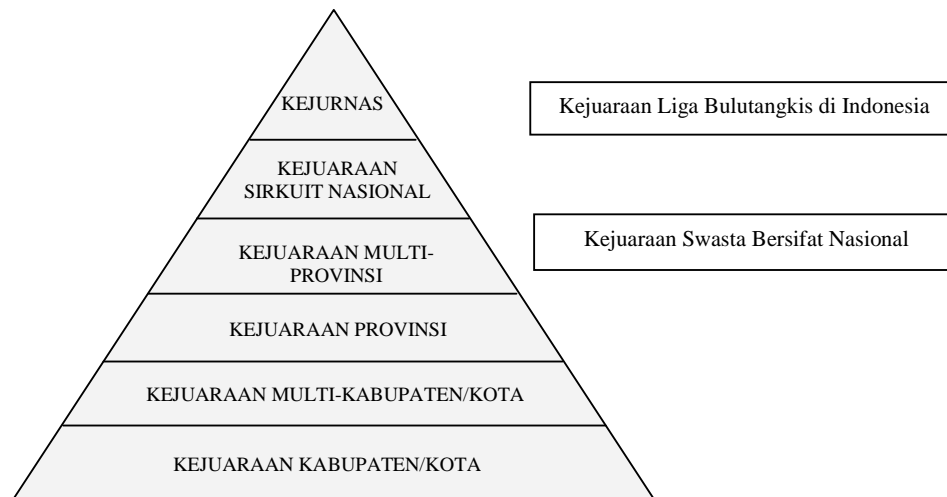 KEJURNAS
KEJUARAAN
SIRKUIT NASIONAL
KEJUARAAN MULTI-
PROVINSI
KEJUARAAN PROVINSI
KEJUARAAN MULTI-KABUPATEN/KOTA
KEJUARAAN KABUPATEN/KOTA
Kejuaraan Liga Bulutangkis di Indonesia
Kejuaraan Swasta Bersifat Nasional